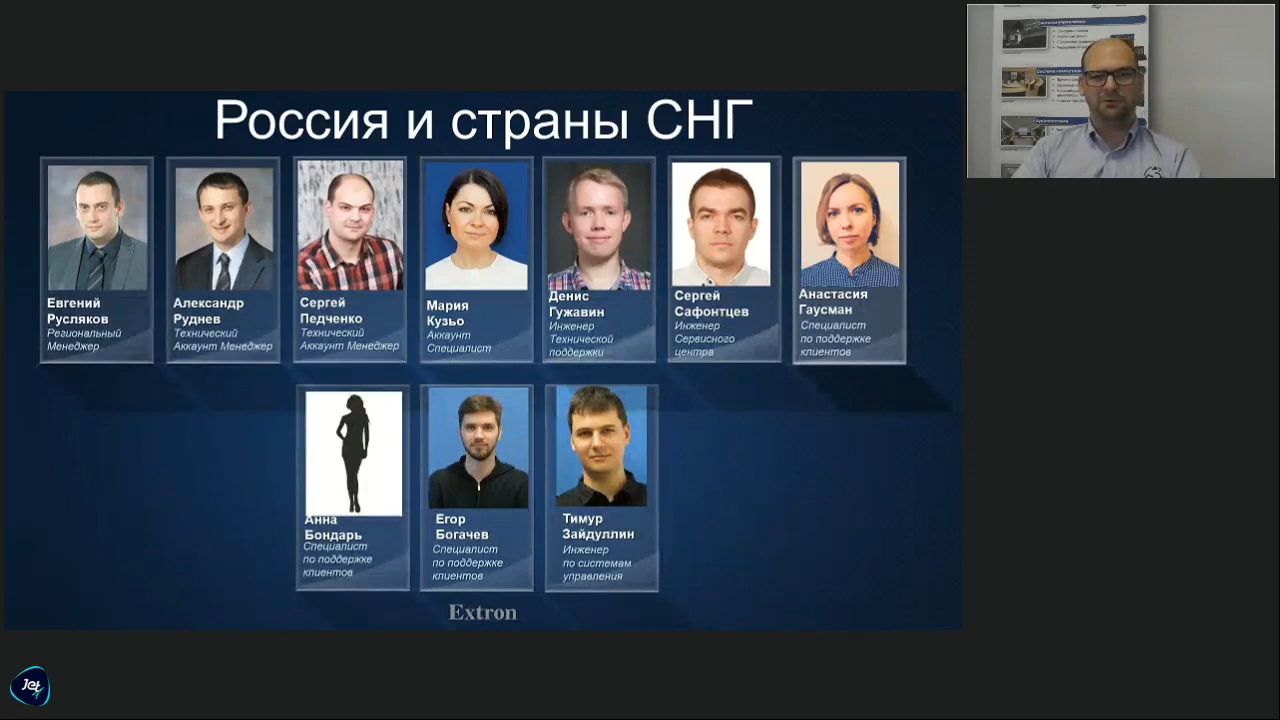 Россия и страны СНГ
Евгений
Русляков
Региональный
Менеджер
Александр
Руднев
Технический
Аккаунт Менеджер
Сергей
Педченко
Технический
Аккаунт Менеджер
Мария
Кузьо
Аккаунт
Специалист
Денис
Гужавин
Инженер
Технической
поддержки
Сергей
Сафонтцев
Инженер
Сервисного
центра
Анастасия
Гаусман
Специалист
по поддержке
клиентов
Анна
Бондарь
Специалист
по поддержке
клиентов
Егор
Богачев
Специалист
по поддержке
клиентов
Тимур
Зайдуллин
Инженер
по системам
управления
Extron
Jet